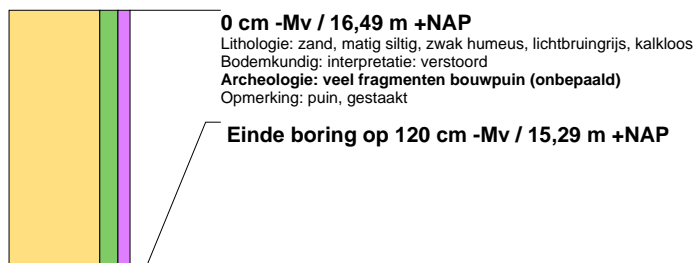 0 cm -Mv / 16,49 m +NAP
Lithologie: zand, matig siltig, zwak humeus, lichtbruingrijs, kalkloos
Bodemkundig: interpretatie: verstoord
Archeologie: veel fragmenten bouwpuin (onbepaald)
Opmerking: puin, gestaakt
Einde boring op 120 cm -Mv / 15,29 m +NAP